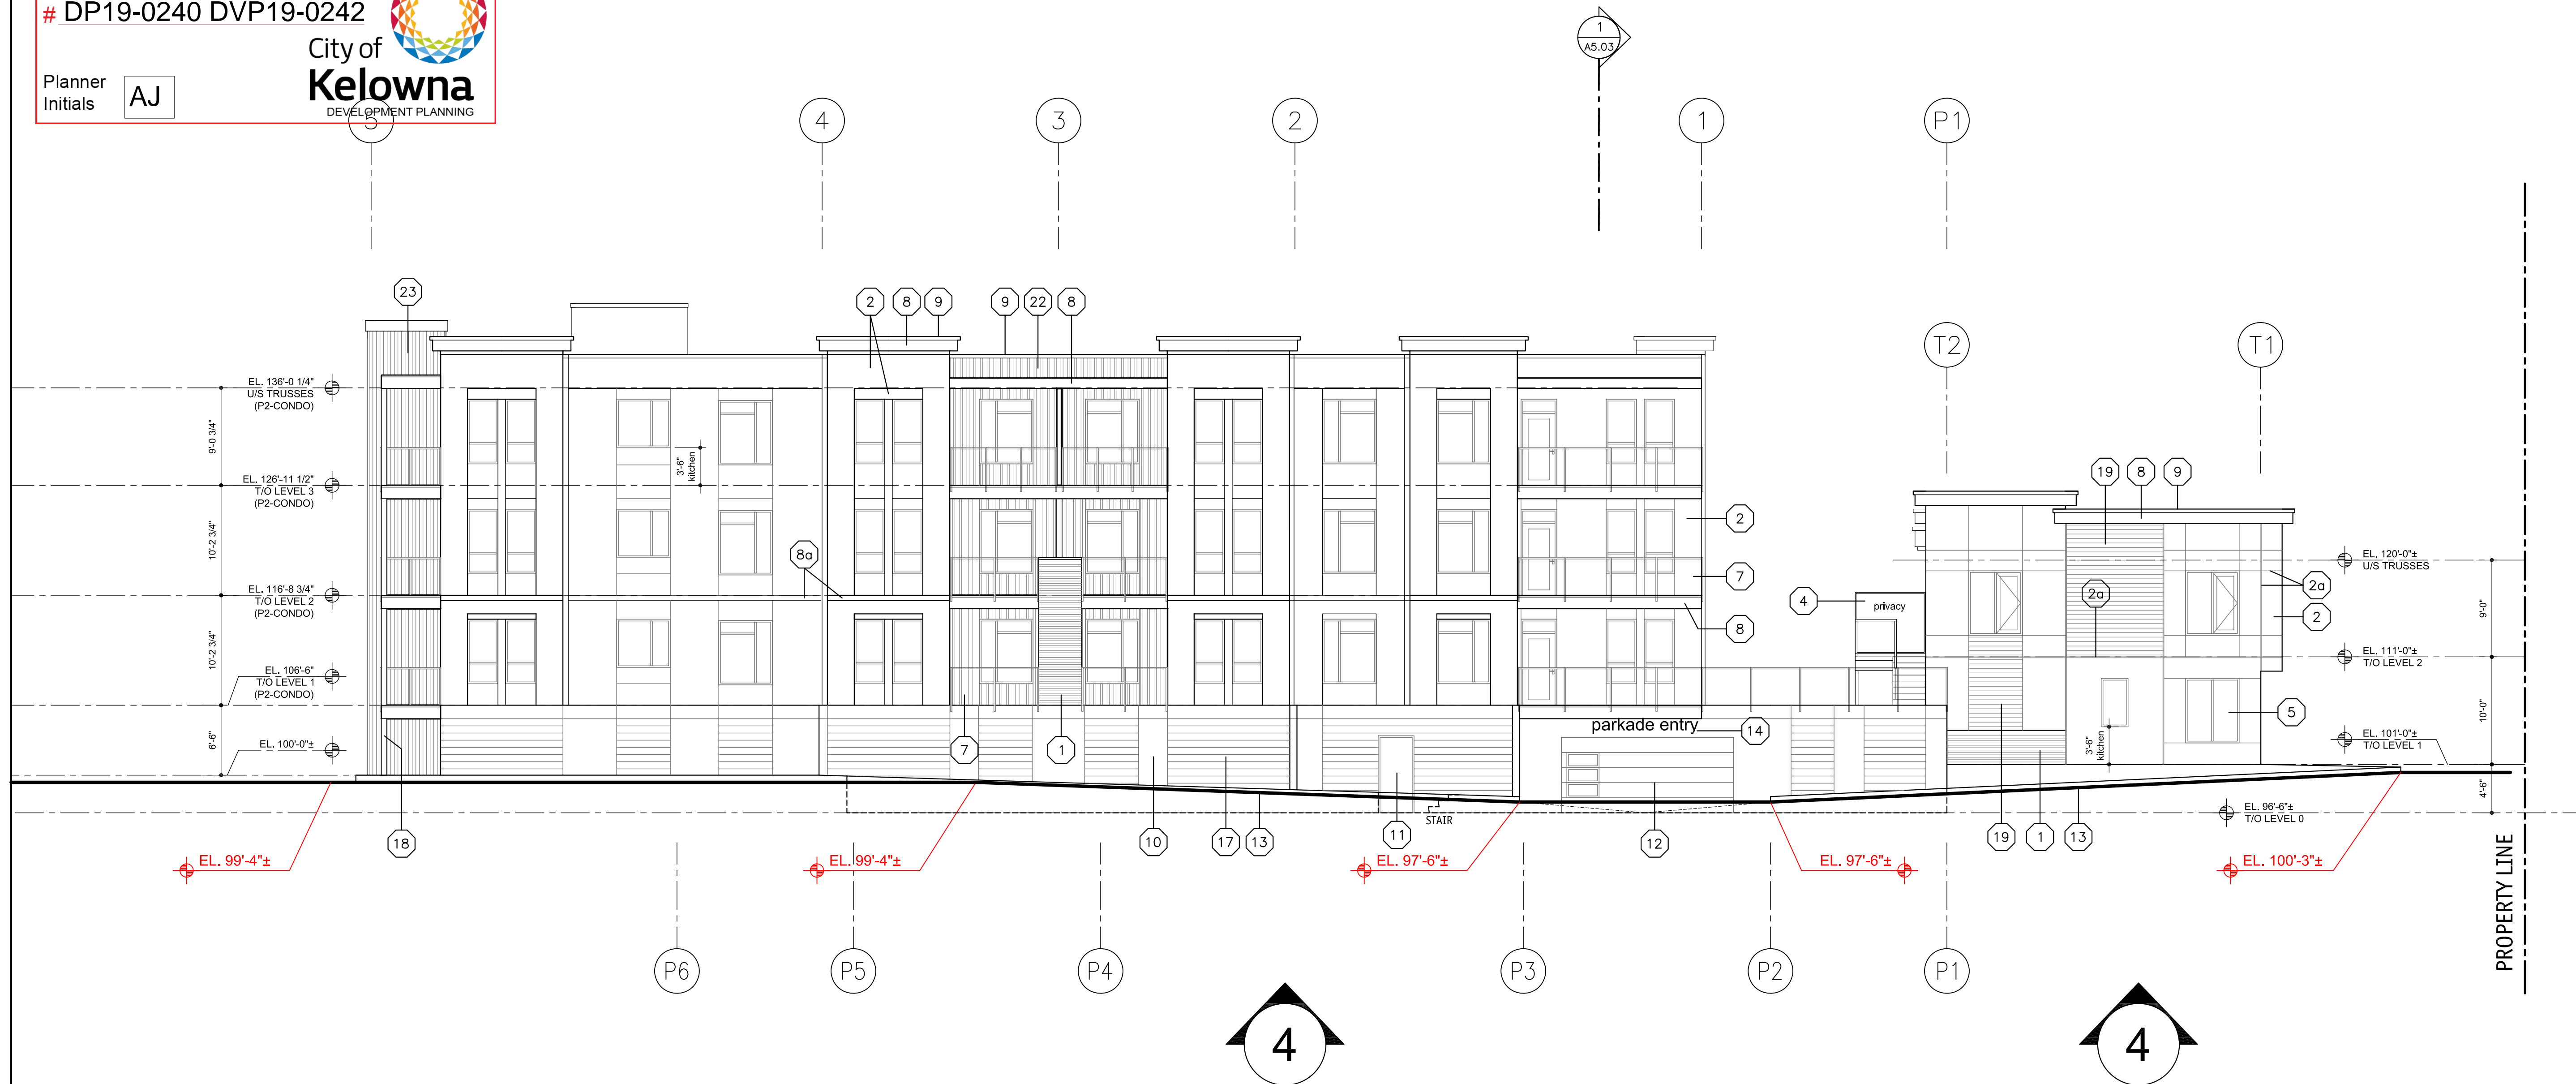 # DP19-0240 DVP19-0242
City of
Kelowna
DEVELOPMENT PLANNING
Planner
Initials
AJ
1
A5.03
5
4
3
2
1
P1
23
2
8
9
9
22
8
T2
T1
EL. 136'-0 1/4"
U/S TRUSSES
(P2-CONDO)
9'-0 3/4"
3'-6"
kitchen
EL. 126'-11 1/2"
T/O LEVEL 3
(P2-CONDO)
10'-2 3/4"
EL. 116'-8 3/4"
T/O LEVEL 2
(P2-CONDO)
10'-2 3/4"
EL. 106'-6"
T/O LEVEL 1
(P2-CONDO)
6'-6"
EL. 100'-0"±
8a
2
7
8
19
8
9
4
privacy
2a
2a
2
5
EL. 120'-0"±
U/S TRUSSES
9'-0"
EL. 111'-0"±
T/O LEVEL 2
10'-0"
EL. 101'-0"±
T/O LEVEL 1
4'-6"
3'-6"
kitchen
EL. 96'-6"±
T/O LEVEL 0
parkade entry
14
7
1
18
10
17
13
11
STAIR
12
19
1
13
EL. 99'-4"±
EL. 99'-4"±
EL. 97'-6"±
EL. 97'-6"±
EL. 100'-3"±
PROPERTY LINE
P6
P5
P4
P3
P2
P1
4
4